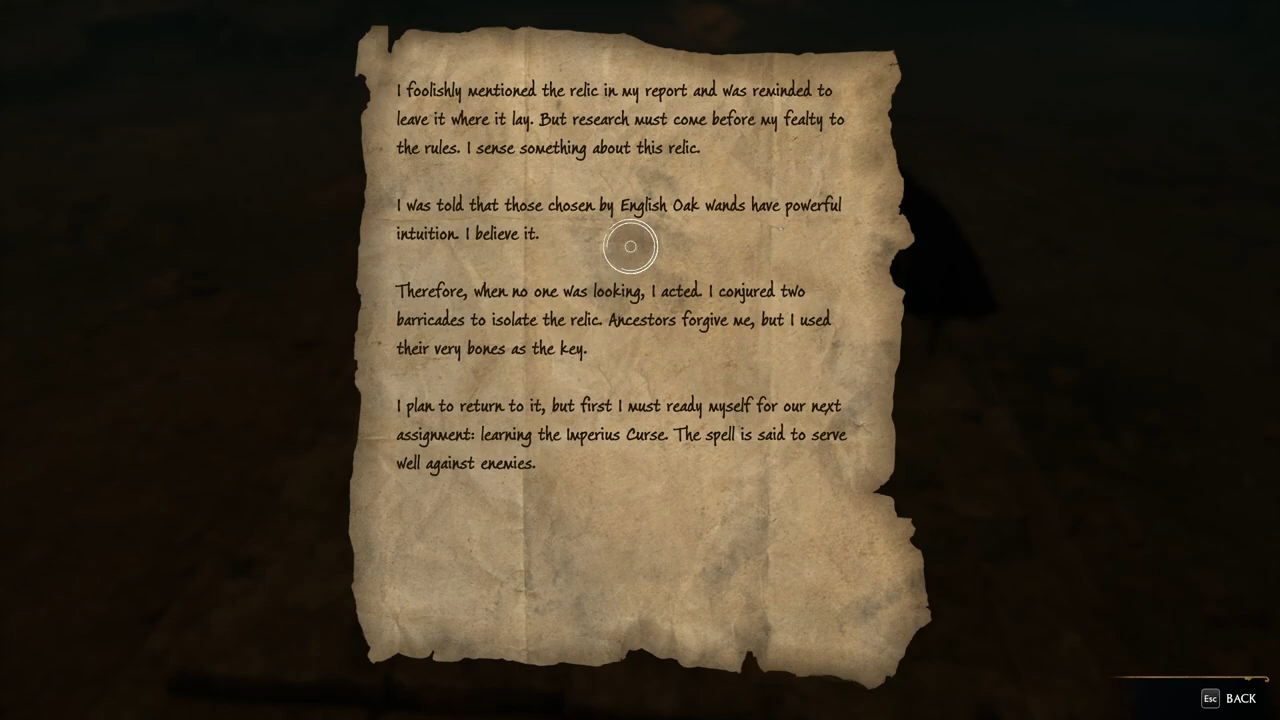 I foolishly mentioned the relic in my report and was reminded to
leave it where it lay. But research must come before my fealty to
the rules. I sense something about this relic.
I was told that those chosen by English Oak wands have powerful
intuition. I believe it.
Therefore, when no one was looking, I acted. I conjured two
barricades to isolate the relic. Ancestors forgive me, but I used
their very bones as the key.
I plan to return to it, but first I must ready myself for our next
assignment: learning the Imperius Curse. The spell is said to serve
well against enemies.
Esc BACK